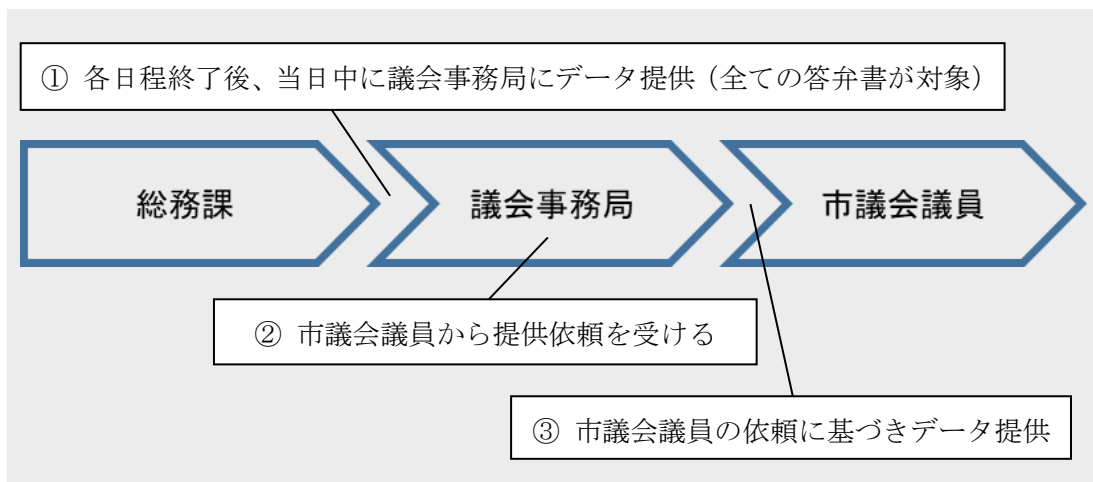 ① 各日程終了後、当日中に議会事務局にデータ提供（全ての答弁書が対象）
総務課
議会事務局
市議会議員
② 市議会議員から提供依頼を受ける
③ 市議会議員の依頼に基づきデータ提供